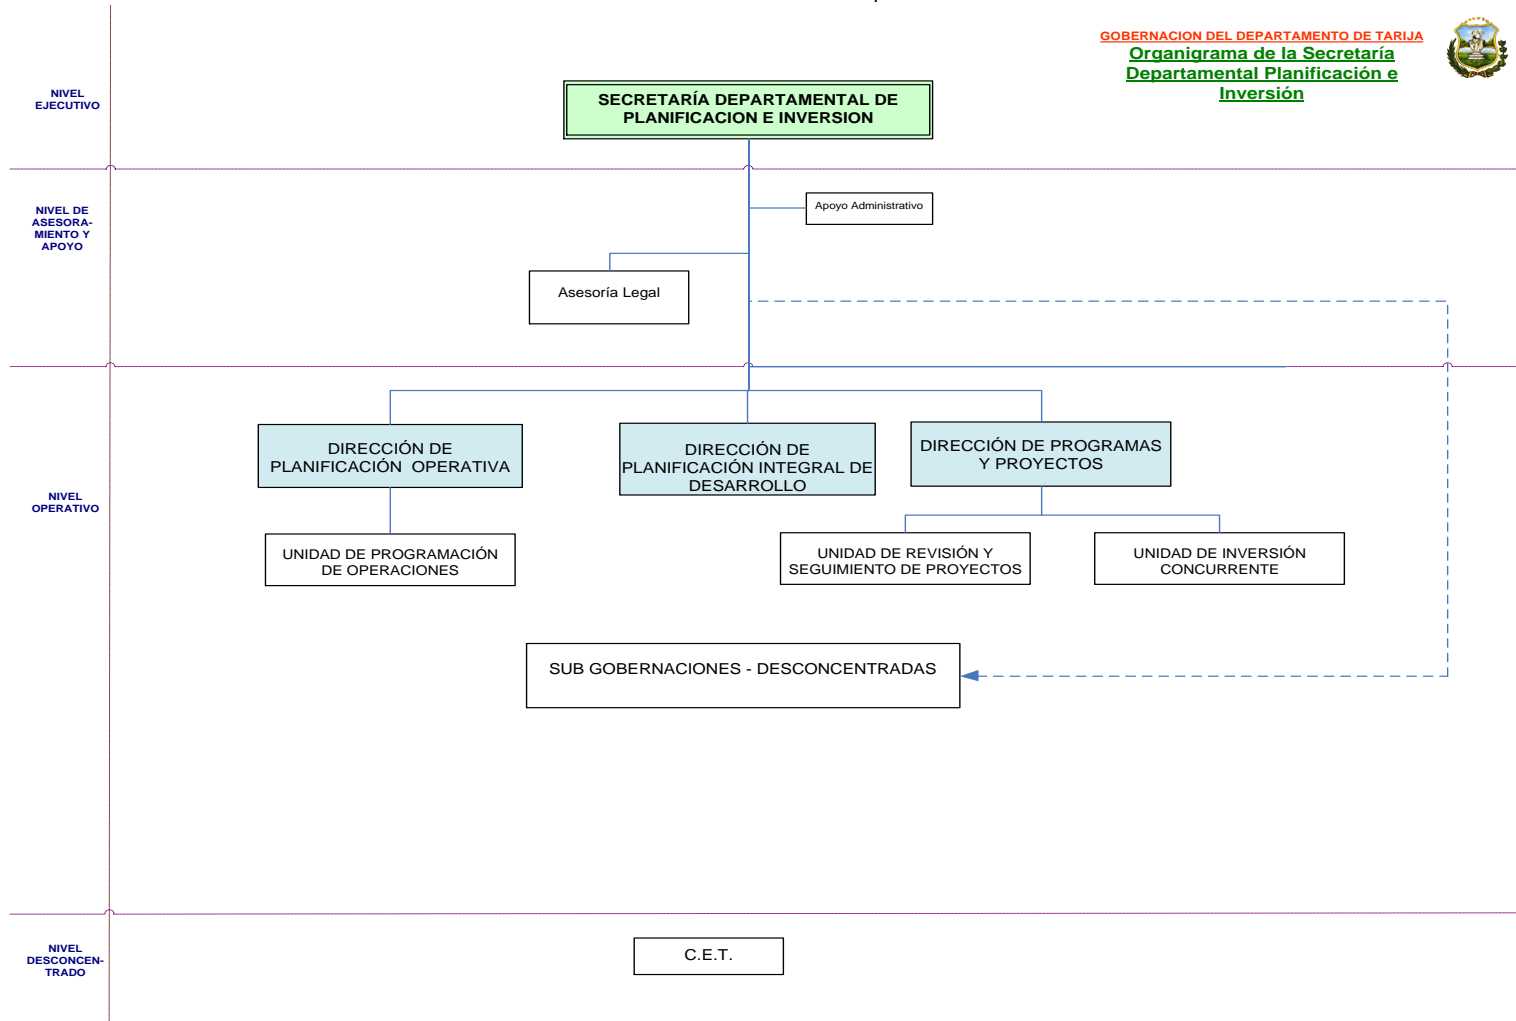 GOBERNACION DEL DEPARTAMENTO DE TARIJA
Organigrama de la Secretaría
Departamental Planificación e
Inversión
NIVEL
EJECUTIVO
SECRETARÍA DEPARTAMENTAL DE
PLANIFICACION E INVERSION
NIVEL DE
ASESORA-
MIENTO Y
APOYO
Apoyo Administrativo
Asesoría Legal
NIVEL
OPERATIVO
DIRECCIÓN DE
PLANIFICACIÓN OPERATIVA
DIRECCIÓN DE
PLANIFICACIÓN INTEGRAL DE
DESARROLLO
DIRECCIÓN DE PROGRAMAS
Y PROYECTOS
UNIDAD DE PROGRAMACIÓN
DE OPERACIONES
UNIDAD DE REVISIÓN Y
SEGUIMIENTO DE PROYECTOS
UNIDAD DE INVERSIÓN
CONCURRENTE
SUB GOBERNACIONES - DESCONCENTRADAS
NIVEL
DESCONCEN-
TRADO
C.E.T.